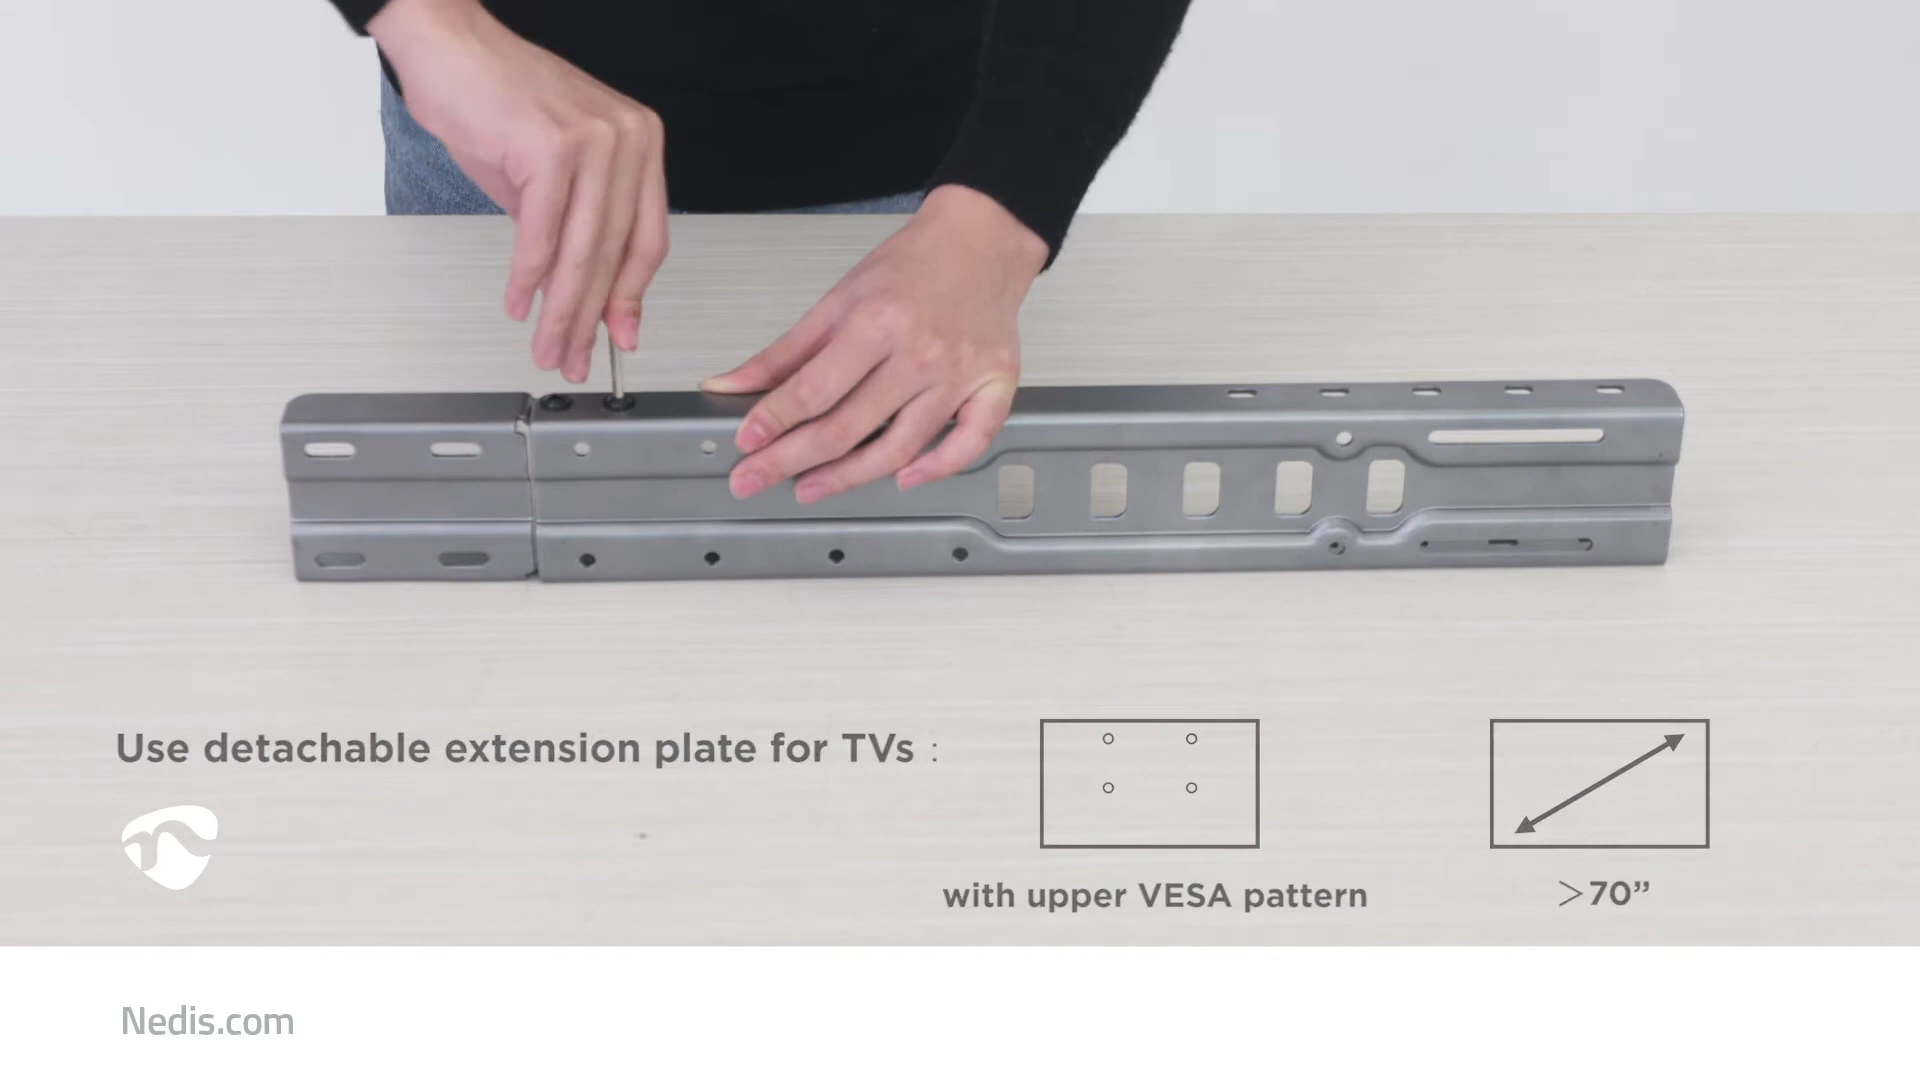 Use detachable extension plate for TVs :
with upper VESA pattern
>70”
Nedis.com